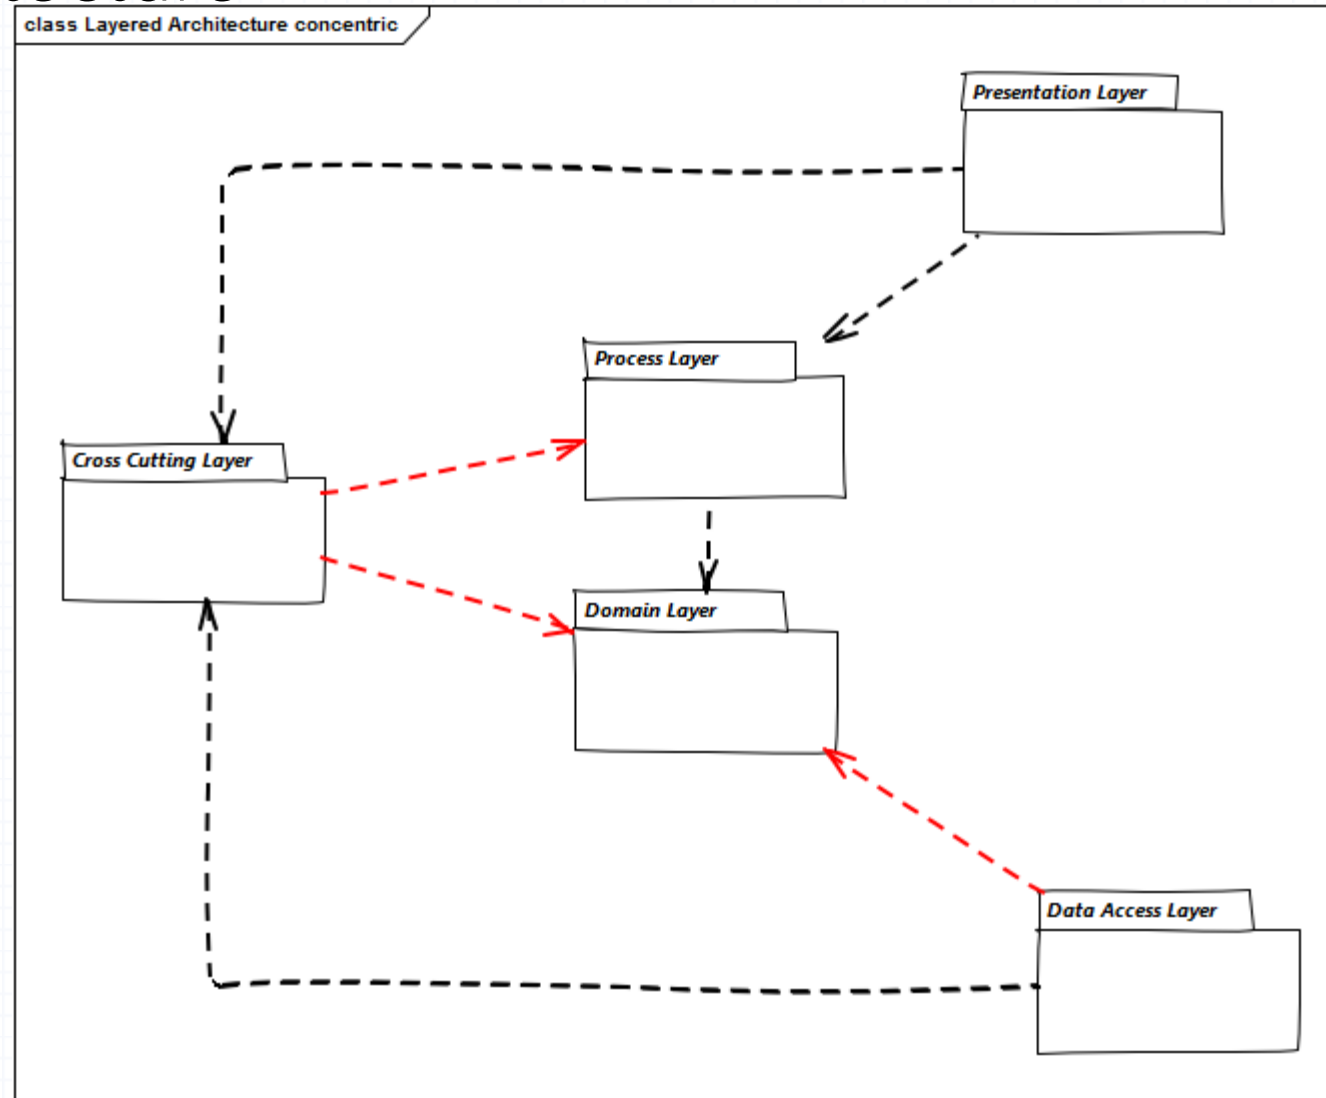 class Layered Architecture concentric
Presentation Layer
Process Layer
Cross Cutting Layer
Domain Layer
Data Access Layer